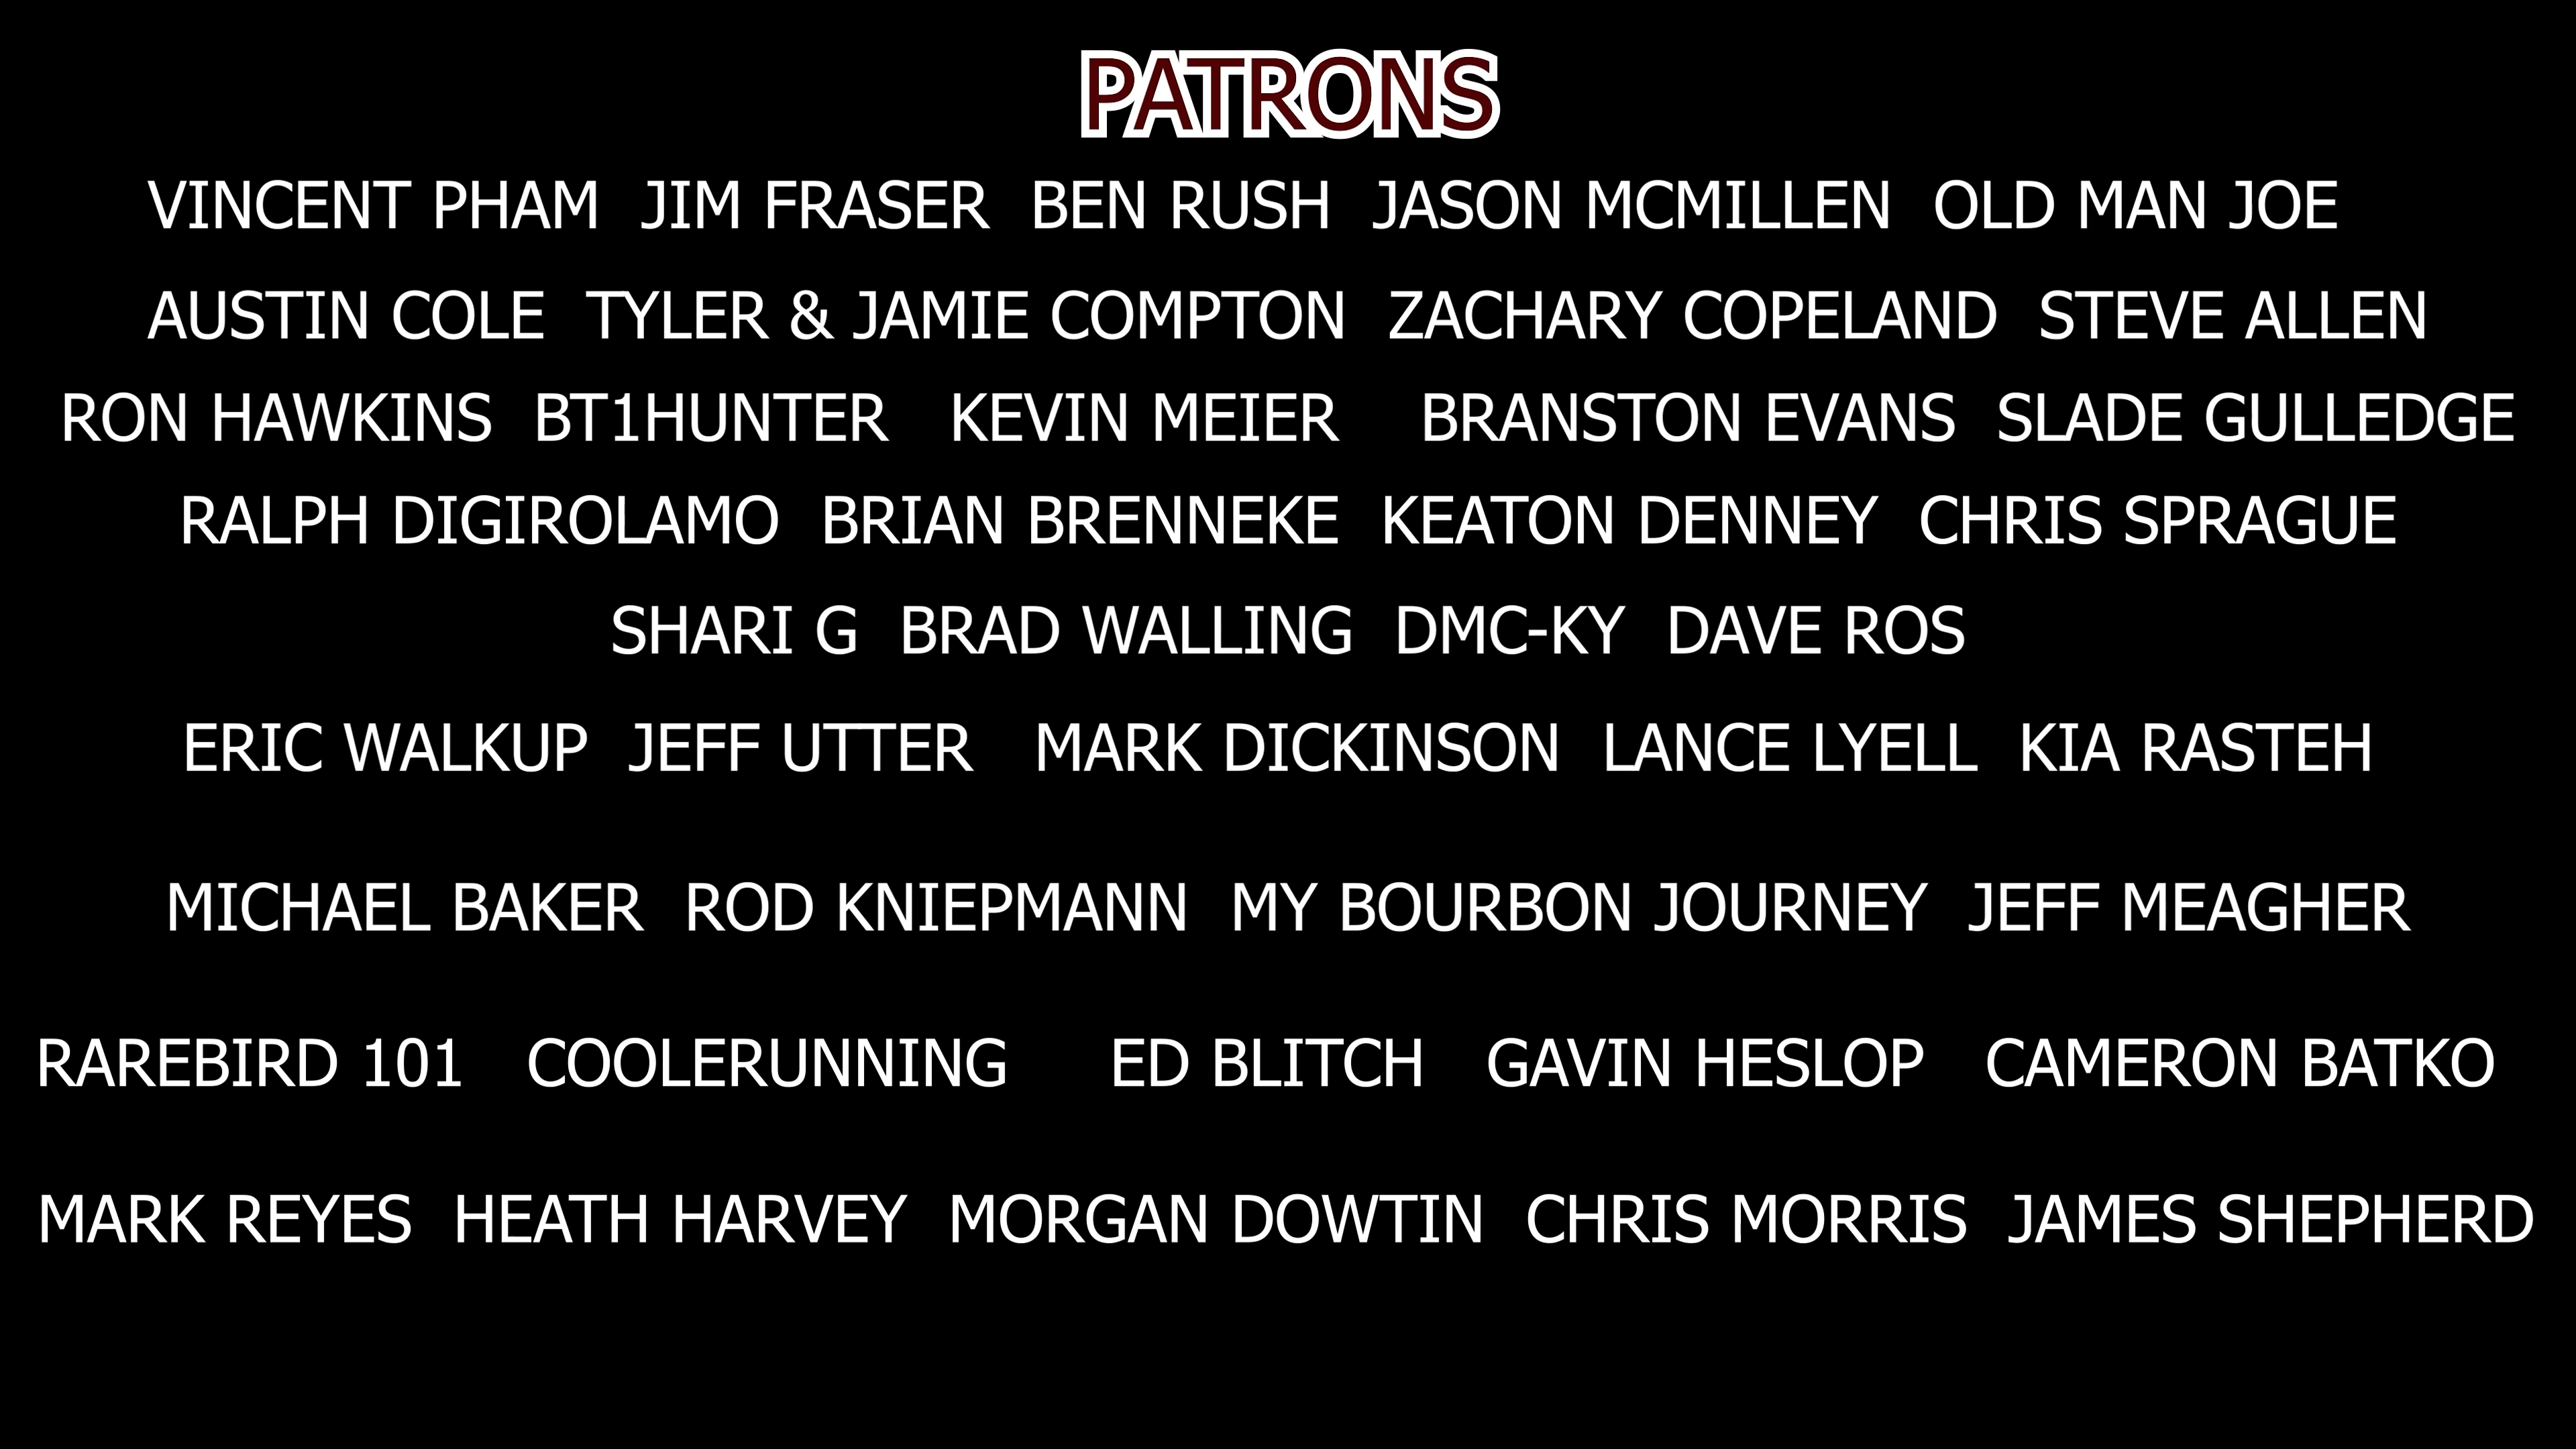 PATRONS
VINCENT PHAM JIM FRASER BEN RUSH JASON MCMILLEN OLD MAN JOE
AUSTIN COLE TYLER & JAMIE COMPTON ZACHARY COPELAND STEVE ALLEN
RON HAWKINS BT1HUNTER KEVIN MEIER BRANSTON EVANS SLADE GULLEDGE
RALPH DIGIROLAMO BRIAN BRENNEKE KEATON DENNEY CHRIS SPRAGUE
SHARI G BRAD WALLING DMC-KY DAVE ROS
ERIC WALKUP JEFF UTTER MARK DICKINSON LANCE LYELL KIA RASTEH
MICHAEL BAKER ROD KNIEPMANN MY BOURBON JOURNEY JEFF MEAGHER
RAREBIRD 101 COOLERUNNING ED BLITCH GAVIN HESLOP CAMERON BATKO
MARK REYES HEATH HARVEY MORGAN DOWTIN CHRIS MORRIS JAMES SHEPHERD